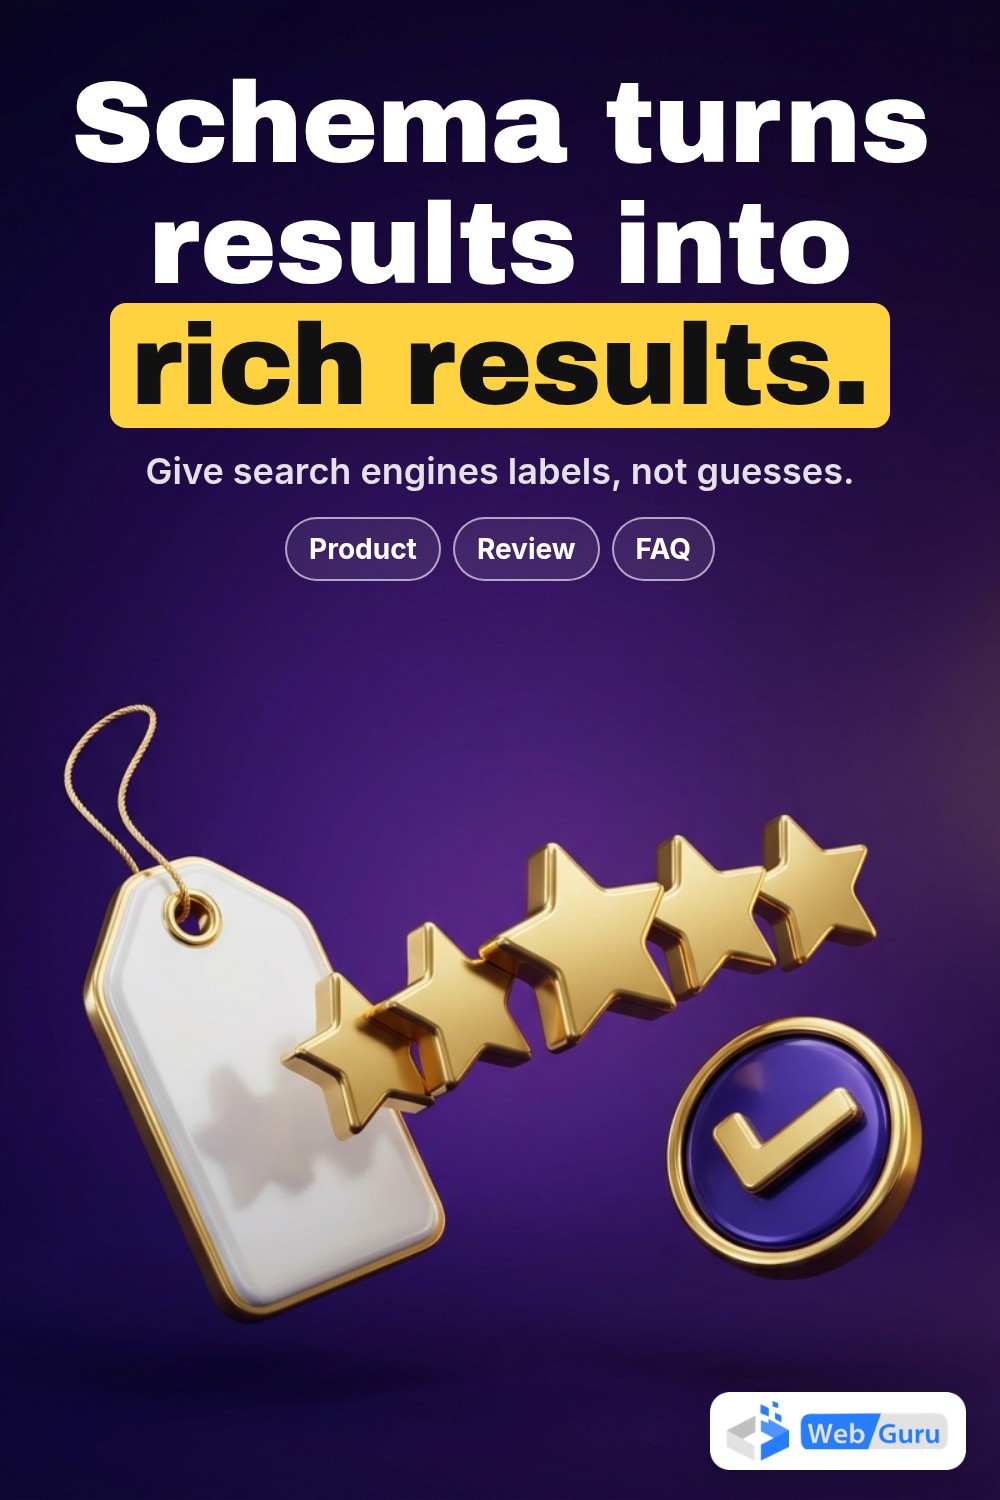 Schema turns
results into
rich results.
Give search engines labels, not guesses.
Product Review FAQ
Web Guru